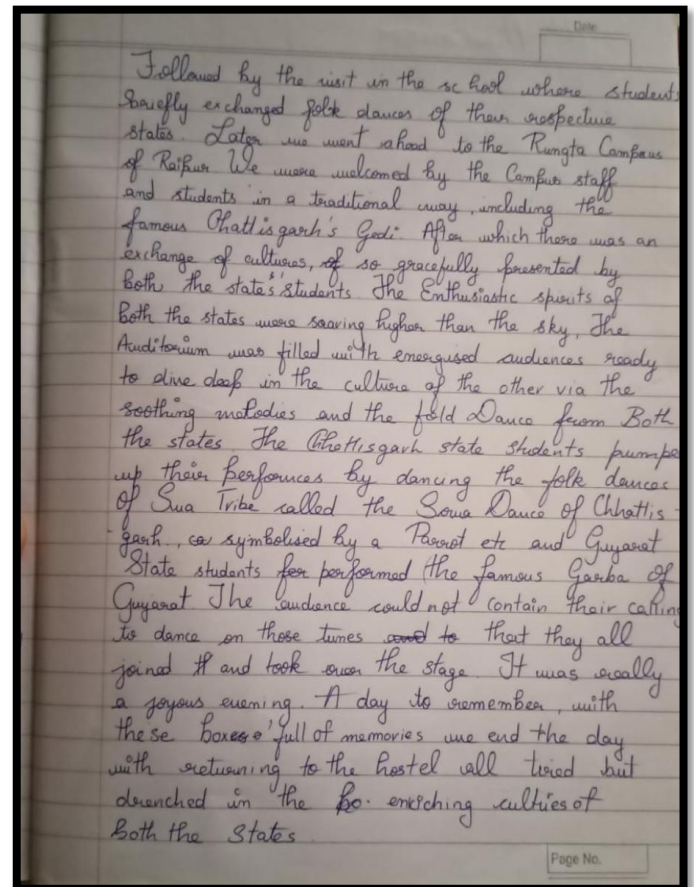 Date
Followed by the visit in the school where students
briefly exchanged folk dances of their respective
states. Later we went ahead to the Rungta Campus
of Raipur We were welcomed by the Campus staff
and students in a traditional way, including the
famous Chattisgarh's Gedi. After which there was an
exchange of cultures, of so gracefully presented by
both the states' students. The Enthusiastic spirits of
both the states were soaring higher than the sky, The
Auditorium was filled with energised audiences ready
to dive deep in the culture of the other via the
soothing melodies and the fold Dance from Both
the states The Chhettisgarh state students pumpe
up their perfornces by dancing the folk dances
of Sua Tribe called the Sowa Dance of Chhattis-
garh, symbolised by a Parrot etc and Gujarat
State students for performed the famous Garba of
Gujarat The audience could not contain their calling
to dance on those tunes and to that they all
joined and took over the stage. It was really
a joyous evening. A day to remember, with
these boxes' full of memories we end the day
with returning to the hostel all tired but
drenched in the bo. enriching culties of
both the States
Page No.